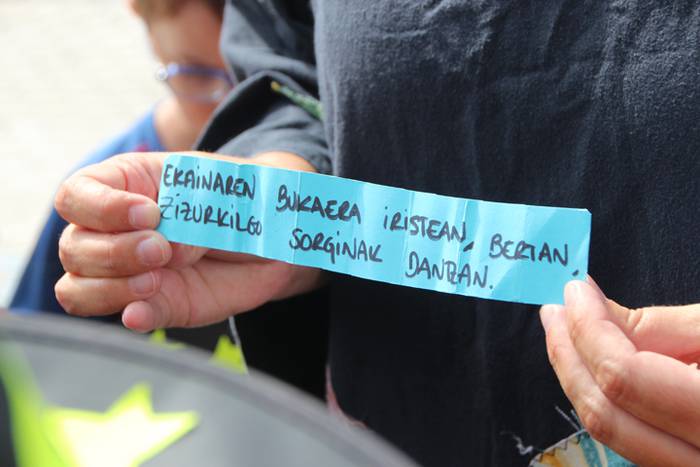 EKAINAREN BUKAERA IRISTEAN, BERTAN.
ZIZURKILGO SORGINAK DANTZAN.